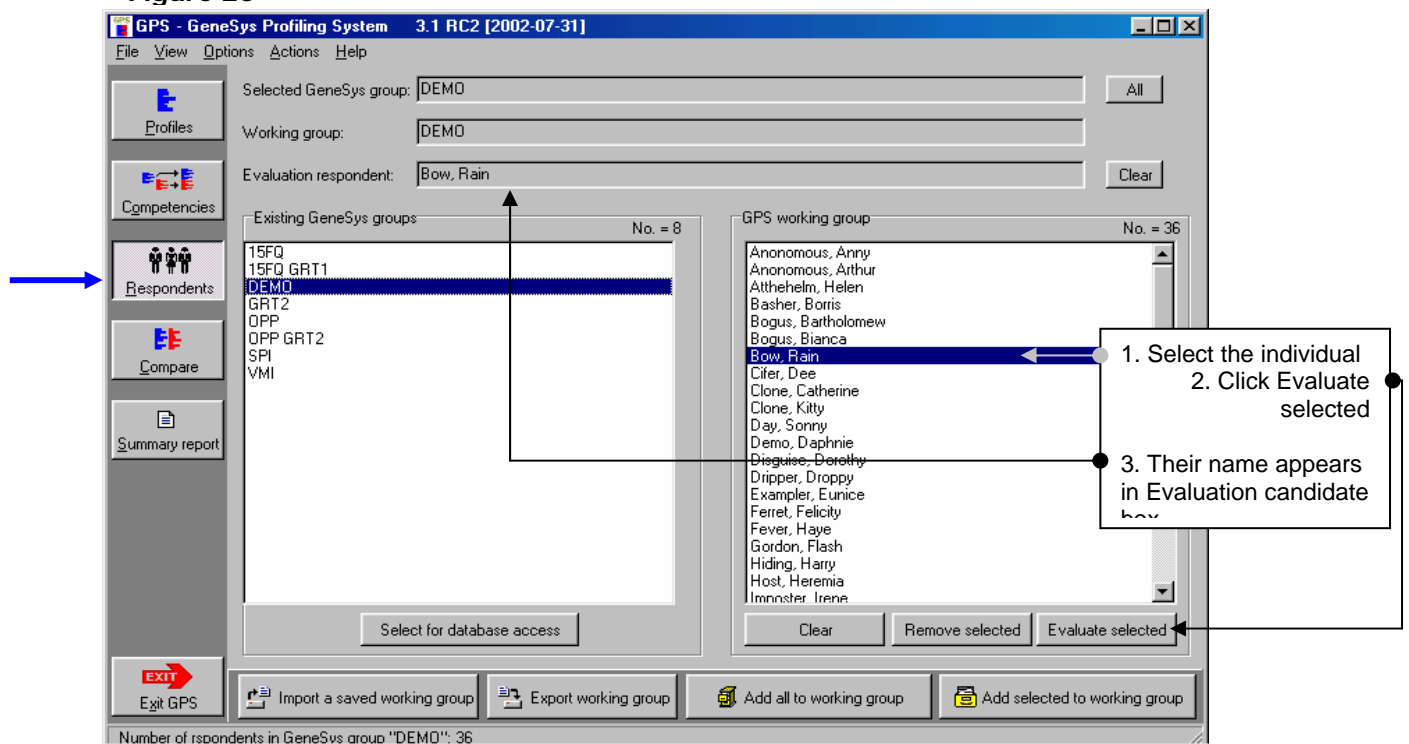 GPS - GeneSys Profiling System 3.1 RC2 [2002-07-31]
File View Options Actions Help
Profiles
Competencies
Respondents
Compare
Summary report
EXIT
Exit GPS
Selected GeneSys group: DEMO All
Working group: DEMO
Evaluation respondent: Bow, Rain Clear
Existing GeneSys groups No. = 8
15FQ
15FQ GRT1
DEMO
GRT2
OPP
OPP GRT2
SPI
VMI
Select for database access
GPS working group No. = 36
Anonomous, Anny
Anonomous, Arthur
Atthehelm, Helen
Basher, Borris
Bogus, Bartholomew
Bogus, Bianca
Bow, Rain
Cifer, Dee
Clone, Catherine
Clone, Kitty
Day, Sonny
Demo, Daphnie
Disguise, Dorothy
Dripper, Droppy
Exampler, Eunice
Ferret, Felicity
Fever, Haye
Gordon, Flash
Hiding, Harry
Host, Heremia
Imposter, Irene
Clear Remove selected Evaluate selected
1. Select the individual
2. Click Evaluate
selected
3. Their name appears
in Evaluation candidate
box
Import a saved working group Export working group Add all to working group Add selected to working group
Number of rspondents in GeneSys group "DEMO": 36